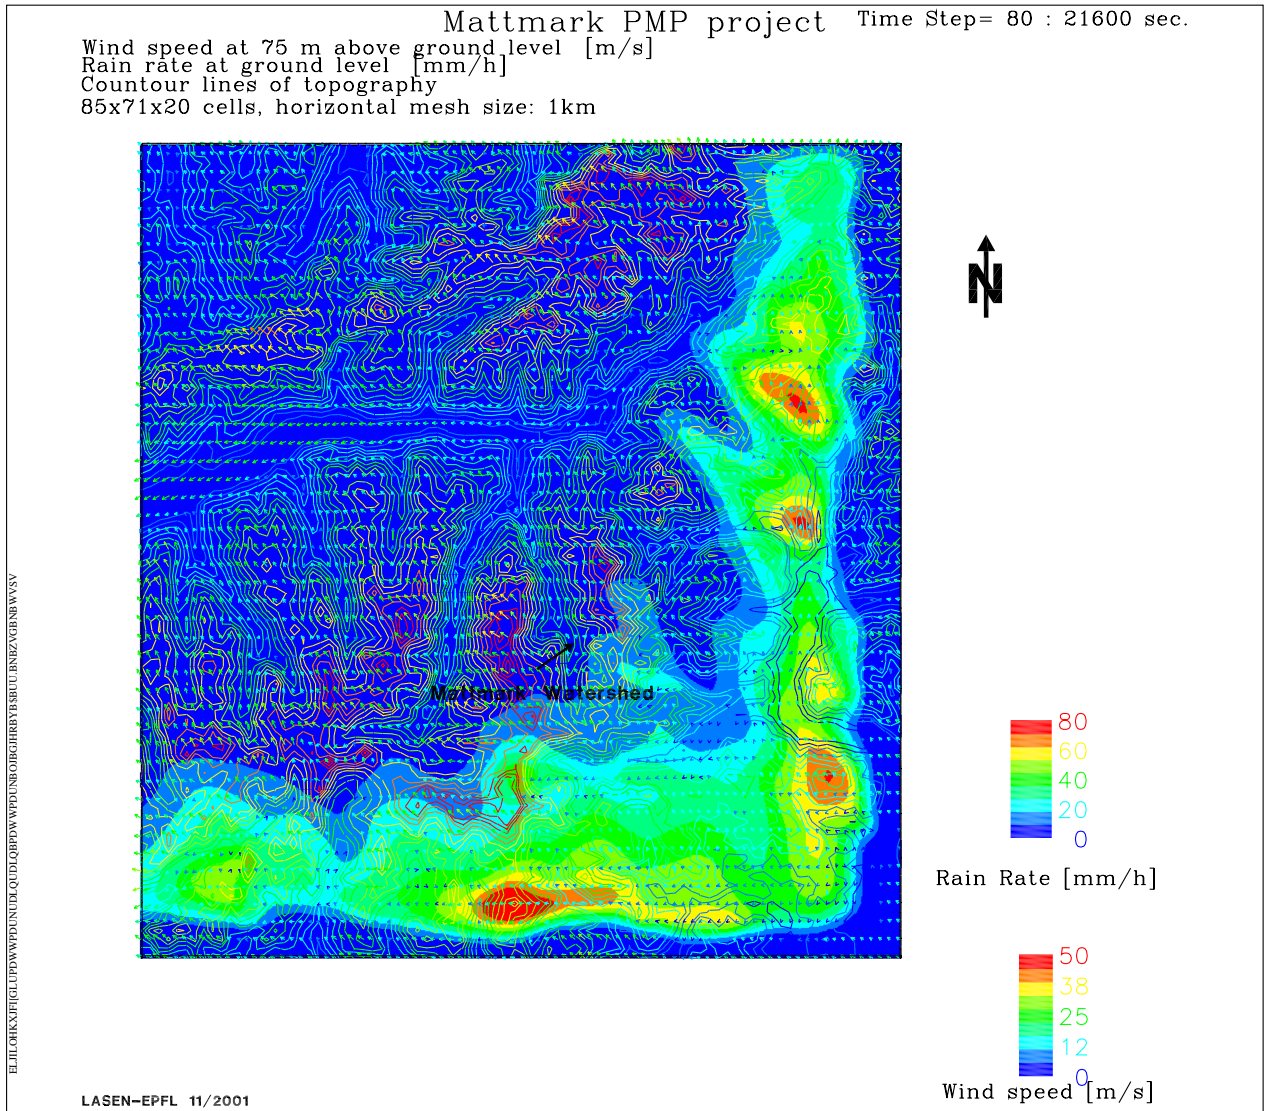 Mattmark PMP project Time Step= 80 : 21600 sec.
Wind speed at 75 m above ground level [m/s]
Rain rate at ground level [mm/h]
Countour lines of topography
85x71x20 cells, horizontal mesh size: 1km
N
Mattmark Watershed
80
60
40
20
0
Rain Rate [mm/h]
50
38
25
12
0
Wind speed [m/s]
LASEN-EPFL 11/2001